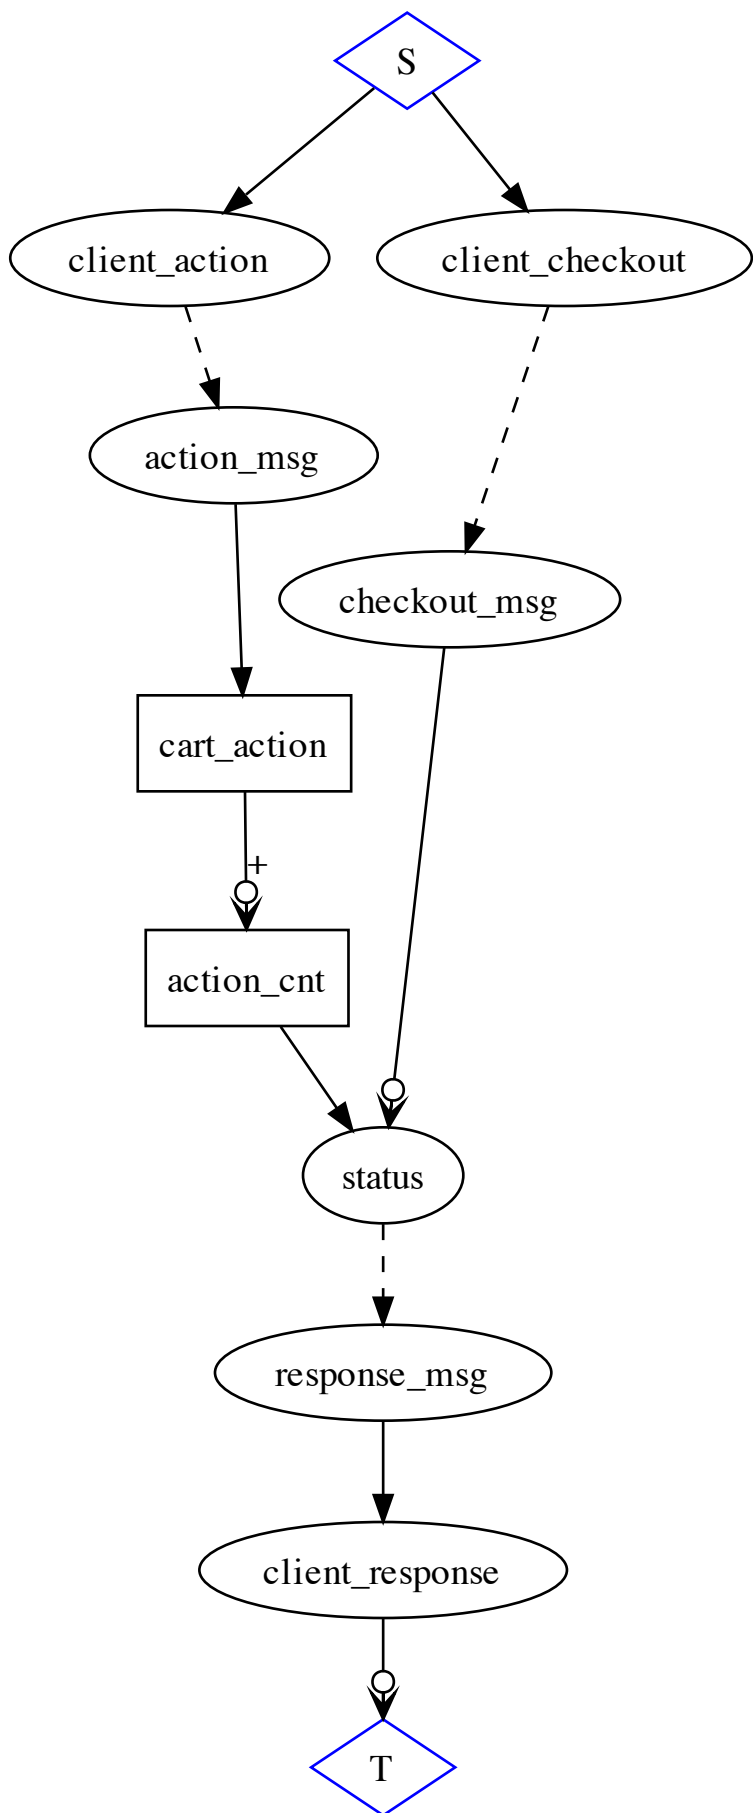 S
client_action
client_checkout
action_msg
checkout_msg
cart_action
+
action_cnt
status
response_msg
client_response
T